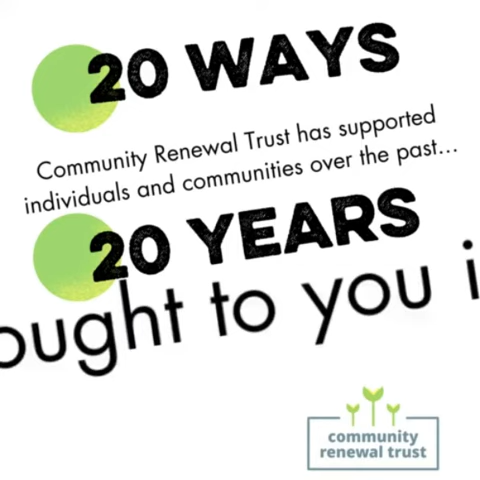 20 WAYS
Community Renewal Trust has supported
individuals and communities over the past...
20 YEARS
ought to you i
community
renewal trust